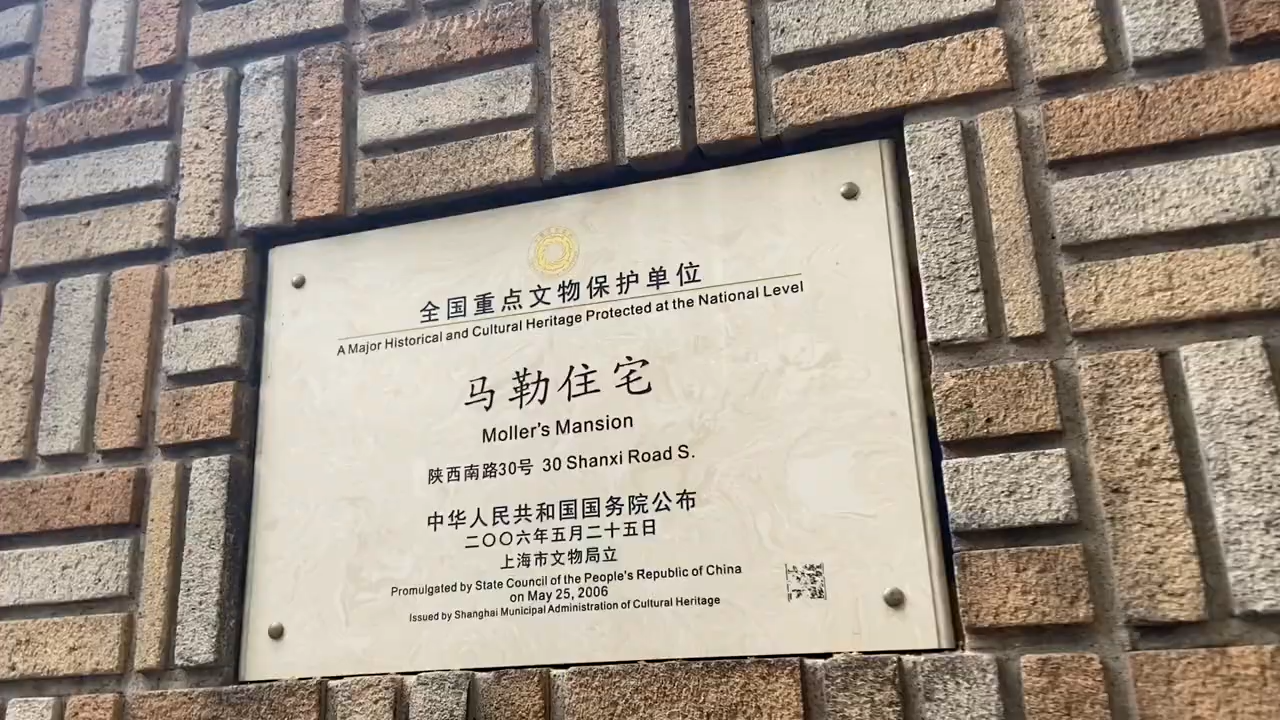 全国重点文物保护单位
A Major Historical and Cultural Heritage Protected at the National Level
马勒住宅
Moller's Mansion
陕西南路30号 30 Shanxi Road S.
中华人民共和国国务院公布
二〇〇六年五月二十五日
上海市文物局立
Promulgated by State Council of the People's Republic of China
on May 25, 2006
Issued by Shanghai Municipal Administration of Cultural Heritage